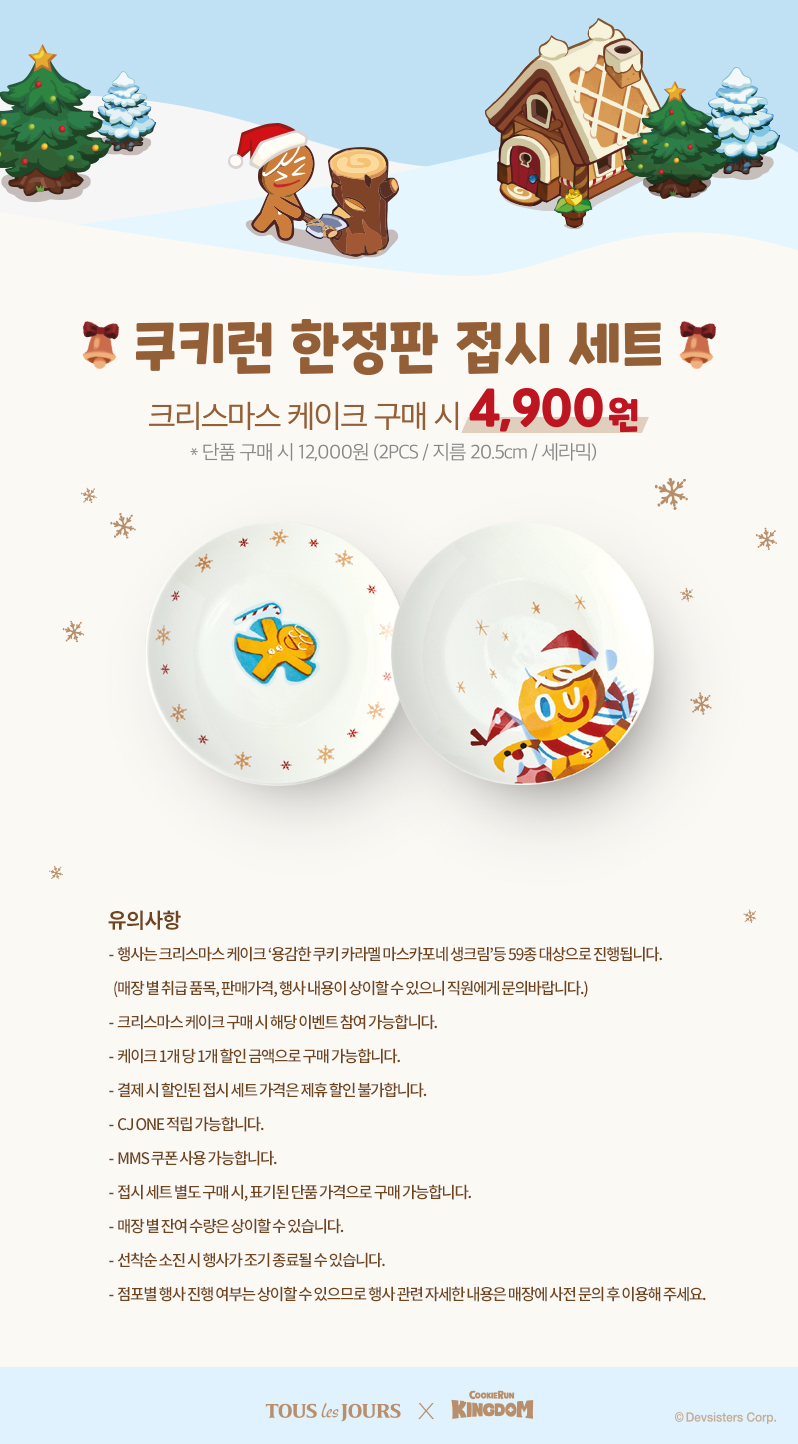 쿠키런 한정판 접시 세트
크리스마스 케이크 구매 시 4,900원
* 단품 구매 시 12,000원 (2PCS / 지름 20.5cm / 세라믹)
유의사항
- 행사는 크리스마스 케이크 ‘용감한 쿠키 카라멜 마스카포네 생크림’등 59종 대상으로 진행됩니다.
(매장 별 취급 품목, 판매가격, 행사 내용이 상이할 수 있으니 직원에게 문의바랍니다.)
- 크리스마스 케이크 구매 시 해당 이벤트 참여 가능합니다.
- 케이크 1개 당 1개 할인 금액으로 구매 가능합니다.
- 결제 시 할인된 접시 세트 가격은 제휴 할인 불가합니다.
- CJ ONE 적립 가능합니다.
- MMS 쿠폰 사용 가능합니다.
- 접시 세트 별도 구매 시, 표기된 단품 가격으로 구매 가능합니다.
- 매장 별 잔여 수량은 상이할 수 있습니다.
- 선착순 소진 시 행사가 조기 종료될 수 있습니다.
- 점포별 행사 진행 여부는 상이할 수 있으므로 행사 관련 자세한 내용은 매장에 사전 문의 후 이용해 주세요.
TOUS les JOURS X COOKIERUN KINGDOM
© Devsisters Corp.